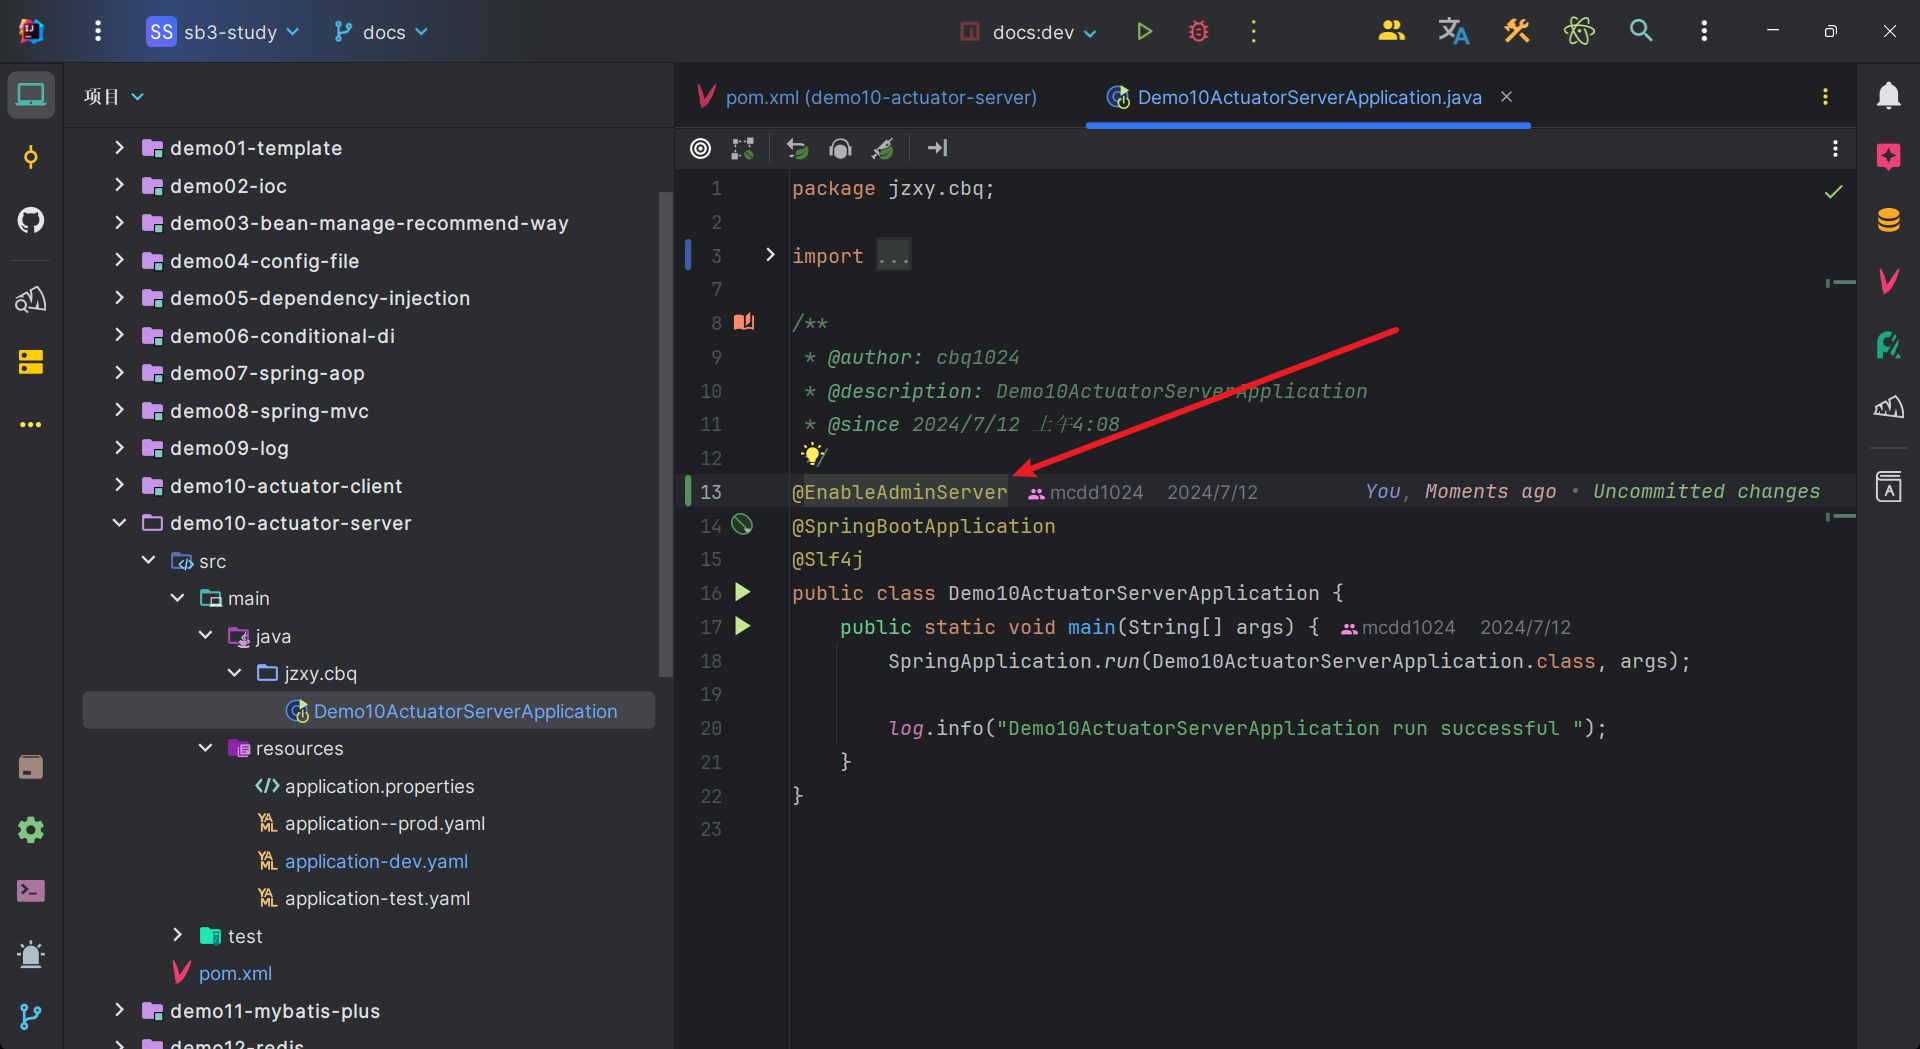 SS sb3-study docs docs:dev
项目
pom.xml (demo10-actuator-server) Demo10ActuatorServerApplication.java
demo01-template
demo02-ioc
demo03-bean-manage-recommend-way
demo04-config-file
demo05-dependency-injection
demo06-conditional-di
demo07-spring-aop
demo08-spring-mvc
demo09-log
demo10-actuator-client
demo10-actuator-server
src
main
java
jzxy.cbq
Demo10ActuatorServerApplication
resources
application.properties
application--prod.yaml
application-dev.yaml
application-test.yaml
test
pom.xml
demo11-mybatis-plus
demo12-redis
1 package jzxy.cbq;
2
3 import ...
7
8 /**
9 * @author: cbq1024
10 * @description: Demo10ActuatorServerApplication
11 * @since 2024/7/12 上午4:08
12 */
13 @EnableAdminServer mcdd1024 2024/7/12 You, Moments ago • Uncommitted changes
14 @SpringBootApplication
15 @Slf4j
16 public class Demo10ActuatorServerApplication {
17 public static void main(String[] args) { mcdd1024 2024/7/12
18 SpringApplication.run(Demo10ActuatorServerApplication.class, args);
19
20 log.info("Demo10ActuatorServerApplication run successful ");
21 }
22 }
23